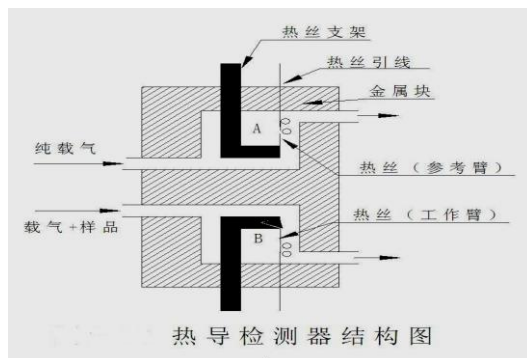 热丝支架
热丝引线
金属块
A
纯载气
热丝（参考臂）
载气+样品
热丝（工作臂）
B
热导检测器结构图